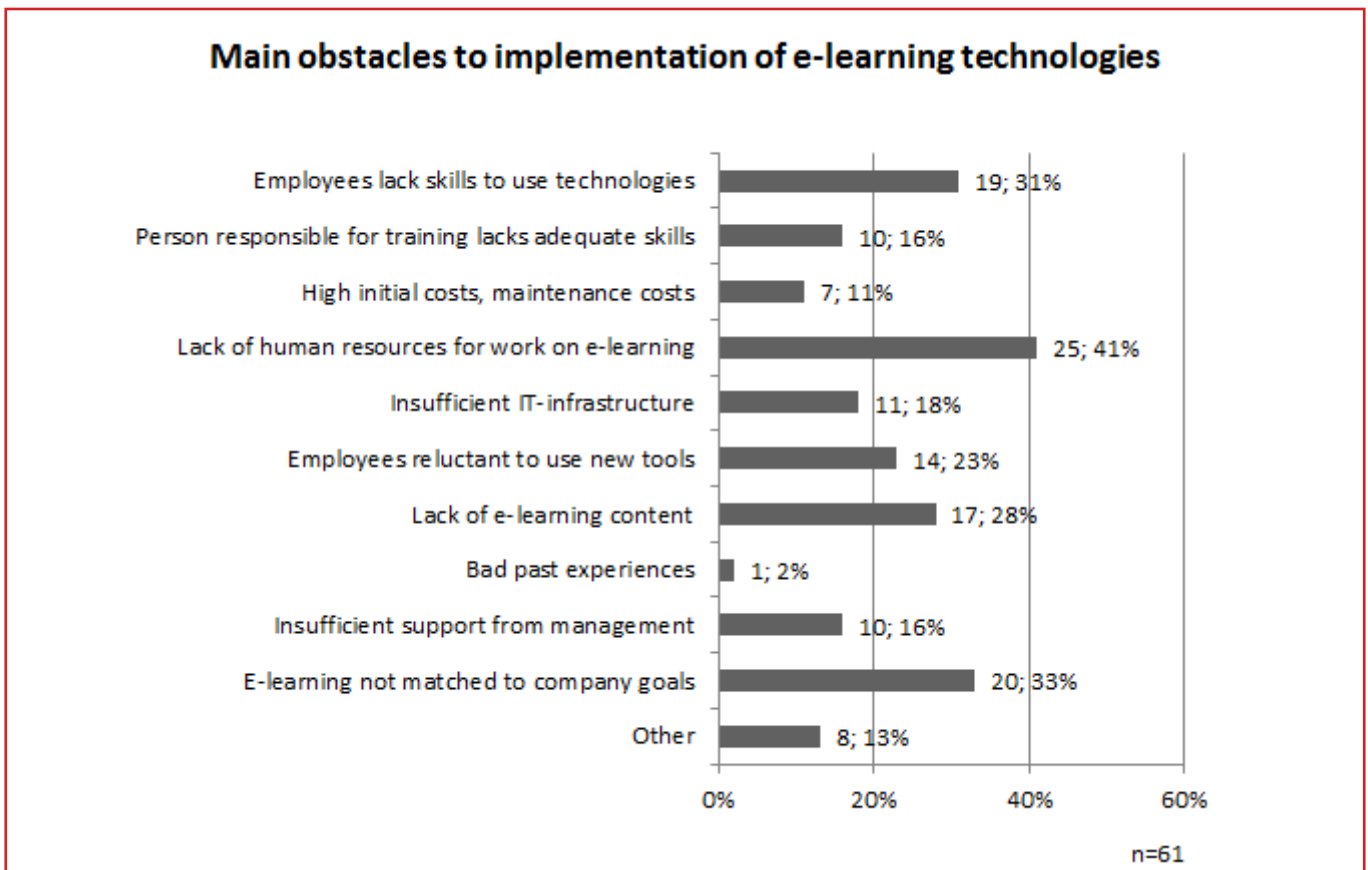 Main obstacles to implementation of e-learning technologies
Employees lack skills to use technologies 19; 31%
Person responsible for training lacks adequate skills 10; 16%
High initial costs, maintenance costs 7; 11%
Lack of human resources for work on e-learning 25; 41%
Insufficient IT-infrastructure 11; 18%
Employees reluctant to use new tools 14; 23%
Lack of e-learning content 17; 28%
Bad past experiences 1; 2%
Insufficient support from management 10; 16%
E-learning not matched to company goals 20; 33%
Other 8; 13%
0% 20% 40% 60%
n=61